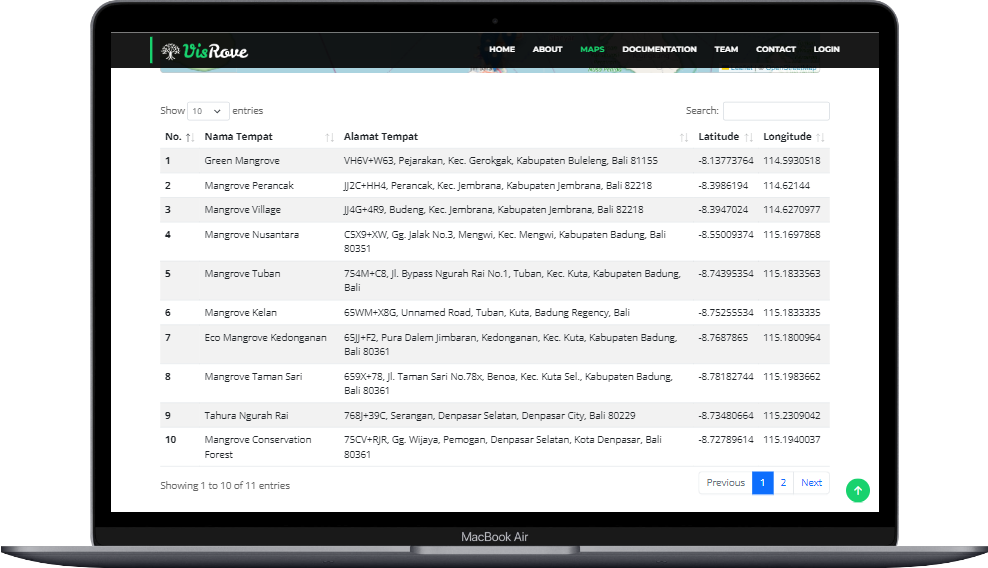 VisRove HOME ABOUT MAPS DOCUMENTATION TEAM CONTACT LOGIN
Show 10 entries Search:
No. Nama Tempat Alamat Tempat Latitude Longitude
1 Green Mangrove VH6V+W63, Pejarakan, Kec. Gerokgak, Kabupaten Buleleng, Bali 81155 -8.13773764 114.5930518
2 Mangrove Perancak JJ2C+HH4, Perancak, Kec. Jembrana, Kabupaten Jembrana, Bali 82218 -8.3986194 114.62144
3 Mangrove Village JJ4G+4R9, Budeng, Kec. Jembrana, Kabupaten Jembrana, Bali 82218 -8.3947024 114.6270977
4 Mangrove Nusantara C5X9+XW, Gg. Jalak No.3, Mengwi, Kec. Mengwi, Kabupaten Badung, Bali -8.55009374 115.1697868
80351
5 Mangrove Tuban 754M+C8, Jl. Bypass Ngurah Rai No.1, Tuban, Kec. Kuta, Kabupaten Badung, -8.74395354 115.1833563
Bali
6 Mangrove Kelan 65WM+X8G, Unnamed Road, Tuban, Kuta, Badung Regency, Bali -8.75255534 115.1833335
7 Eco Mangrove Kedonganan 65JJ+F2, Pura Dalem Jimbaran, Kedonganan, Kec. Kuta, Kabupaten Badung, -8.7687865 115.1800964
Bali 80361
8 Mangrove Taman Sari 659X+78, Jl. Taman Sari No.78x, Benoa, Kec. Kuta Sel., Kabupaten Badung, -8.78182744 115.1983662
Bali 80361
9 Tahura Ngurah Rai 768J+39C, Serangan, Denpasar Selatan, Denpasar City, Bali 80229 -8.73480664 115.2309042
10 Mangrove Conservation 75CV+RJR, Gg. Wijaya, Pemogan, Denpasar Selatan, Kota Denpasar, Bali -8.72789614 115.1940037
Forest 80361
Showing 1 to 10 of 11 entries Previous 1 2 Next
MacBook Air